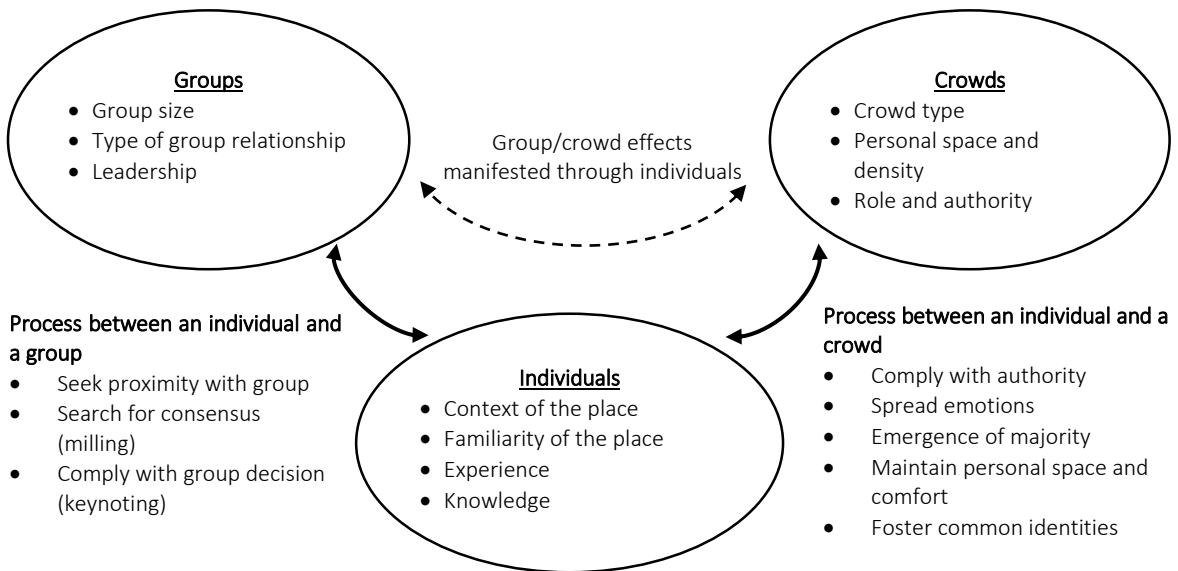 Groups
• Group size
• Type of group relationship
• Leadership
Group/crowd effects
manifested through individuals
Crowds
• Crowd type
• Personal space and
density
• Role and authority
Process between an individual and
a group
• Seek proximity with group
• Search for consensus
(milling)
• Comply with group decision
(keynoting)
Individuals
• Context of the place
• Familiarity of the place
• Experience
• Knowledge
Process between an individual and a
crowd
• Comply with authority
• Spread emotions
• Emergence of majority
• Maintain personal space and
comfort
• Foster common identities